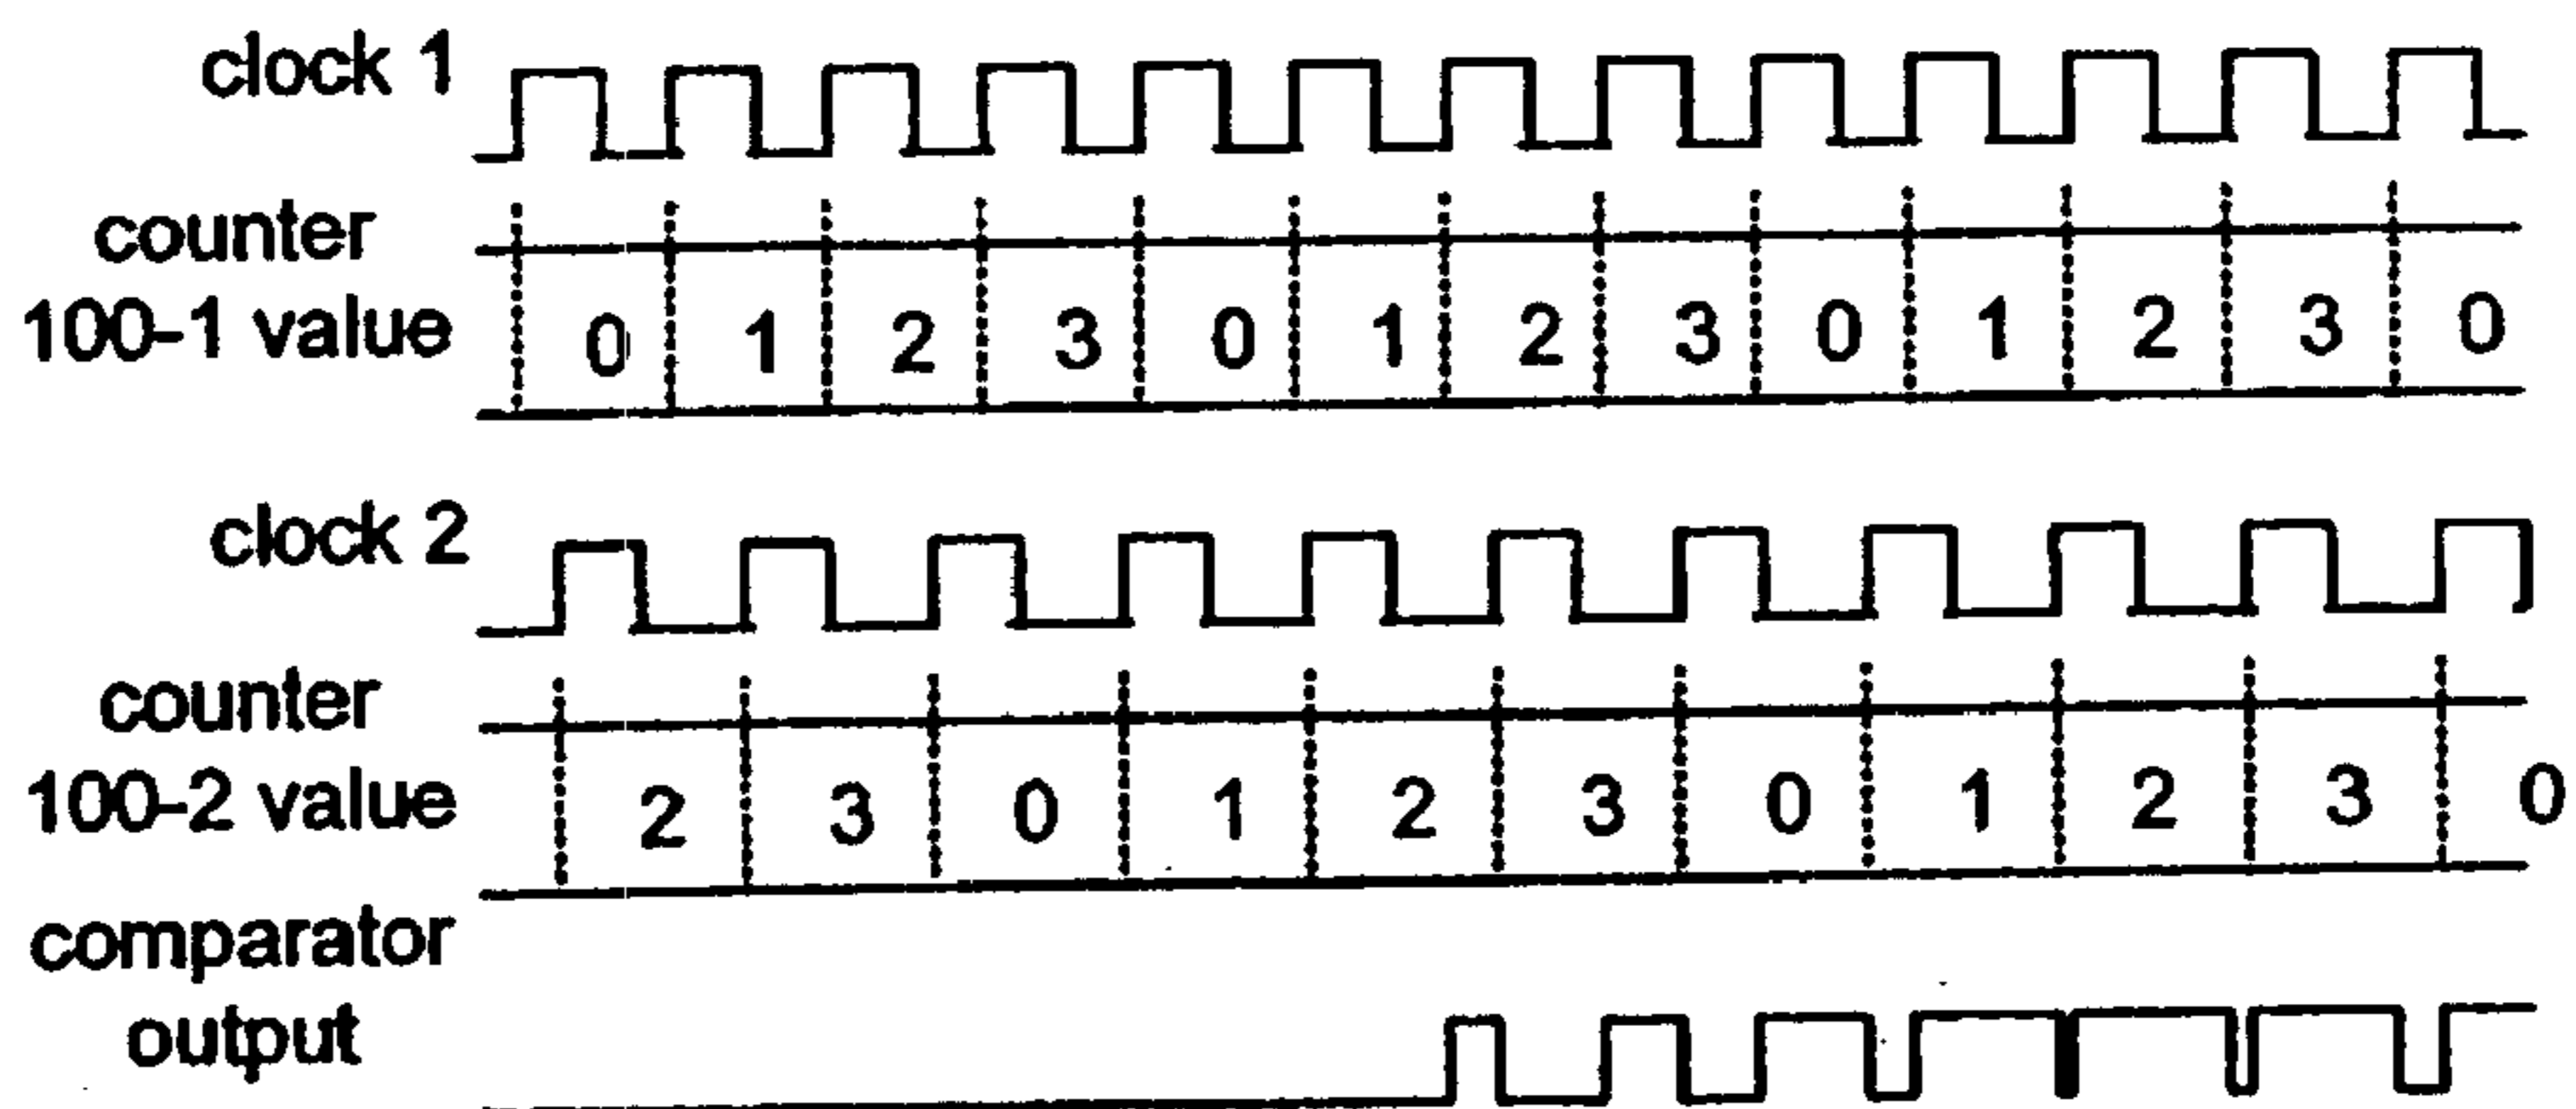 clock 1
counter
100-1 value
0 1 2 3 0 1 2 3 0 1 2 3 0
clock 2
counter
100-2 value
2 3 0 1 2 3 0 1 2 3 0
comparator
output